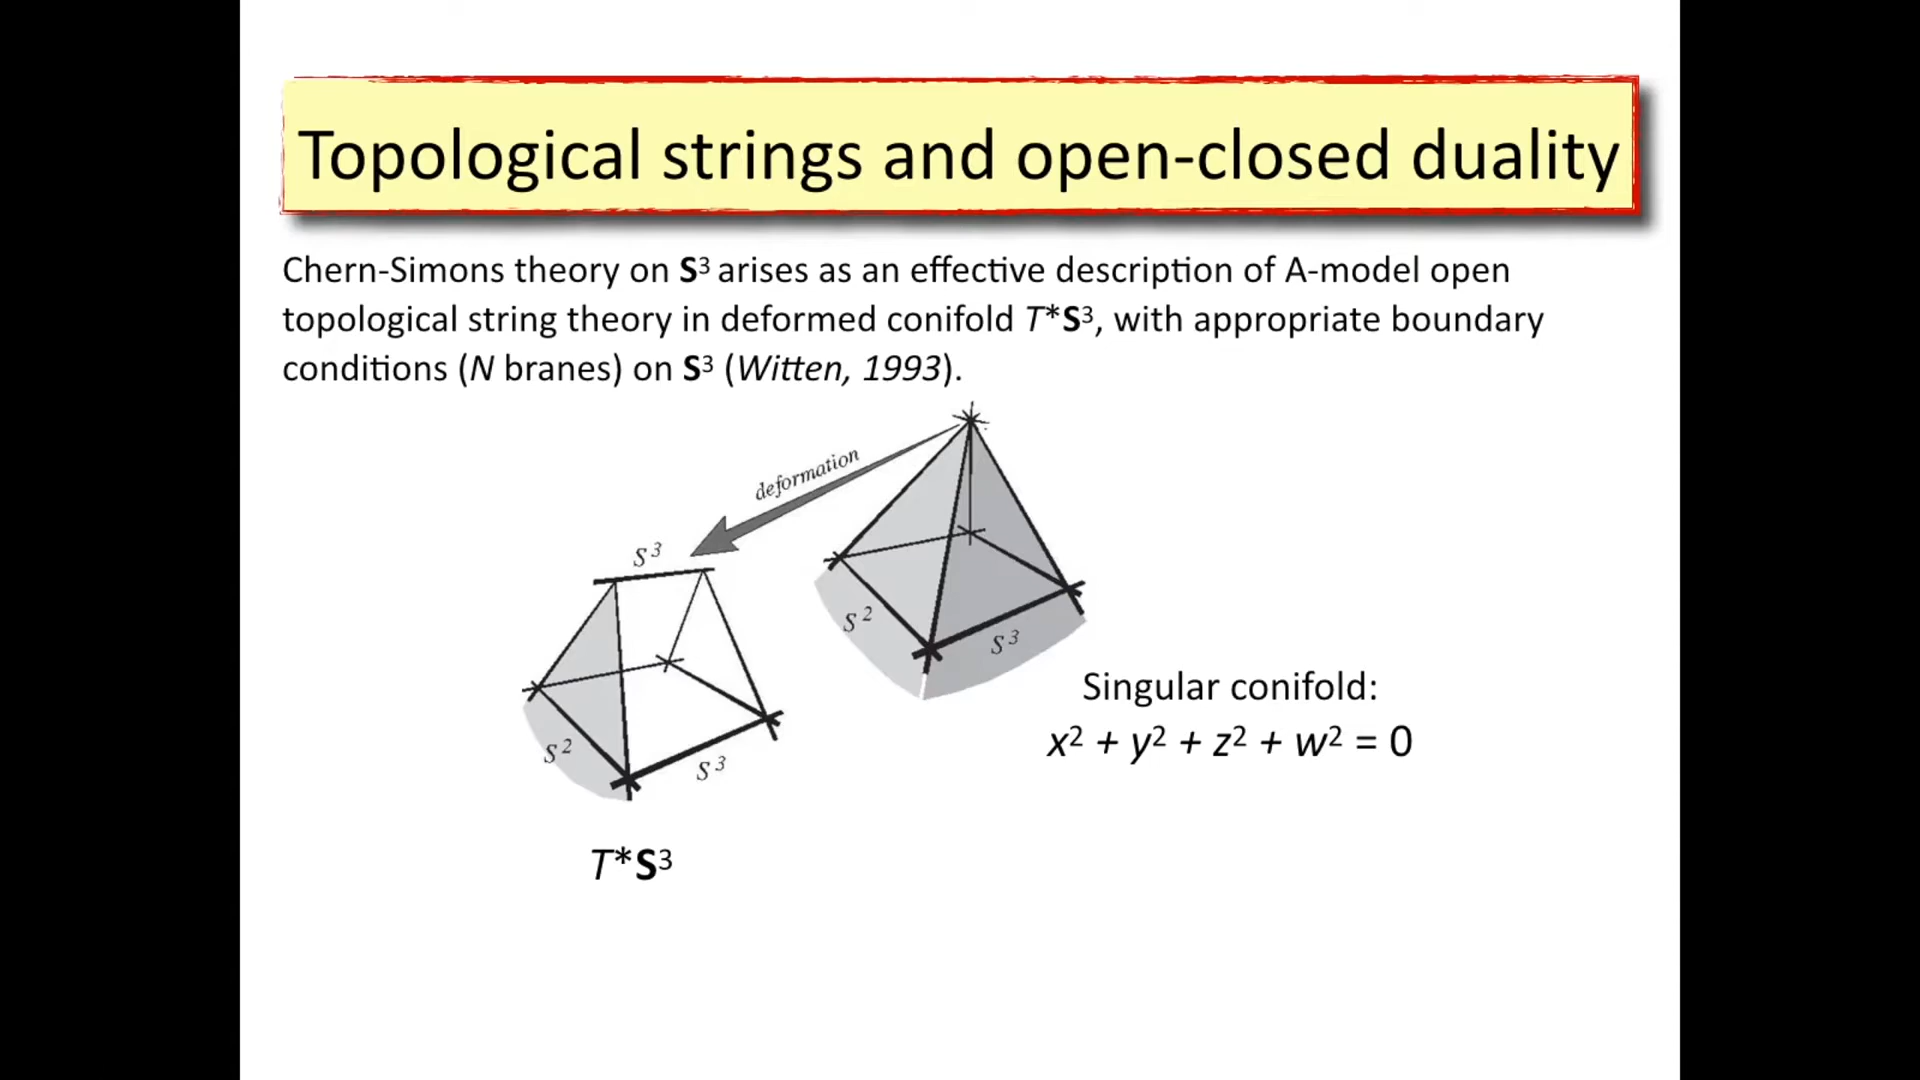 Topological strings and open-closed duality
Chern-Simons theory on S³ arises as an effective description of A-model open
topological string theory in deformed conifold T*S³, with appropriate boundary
conditions (N branes) on S³ (Witten, 1993).
deformation
S³
S²
S³
S²
S³
Singular conifold:
x² + y² + z² + w² = 0
T*S³